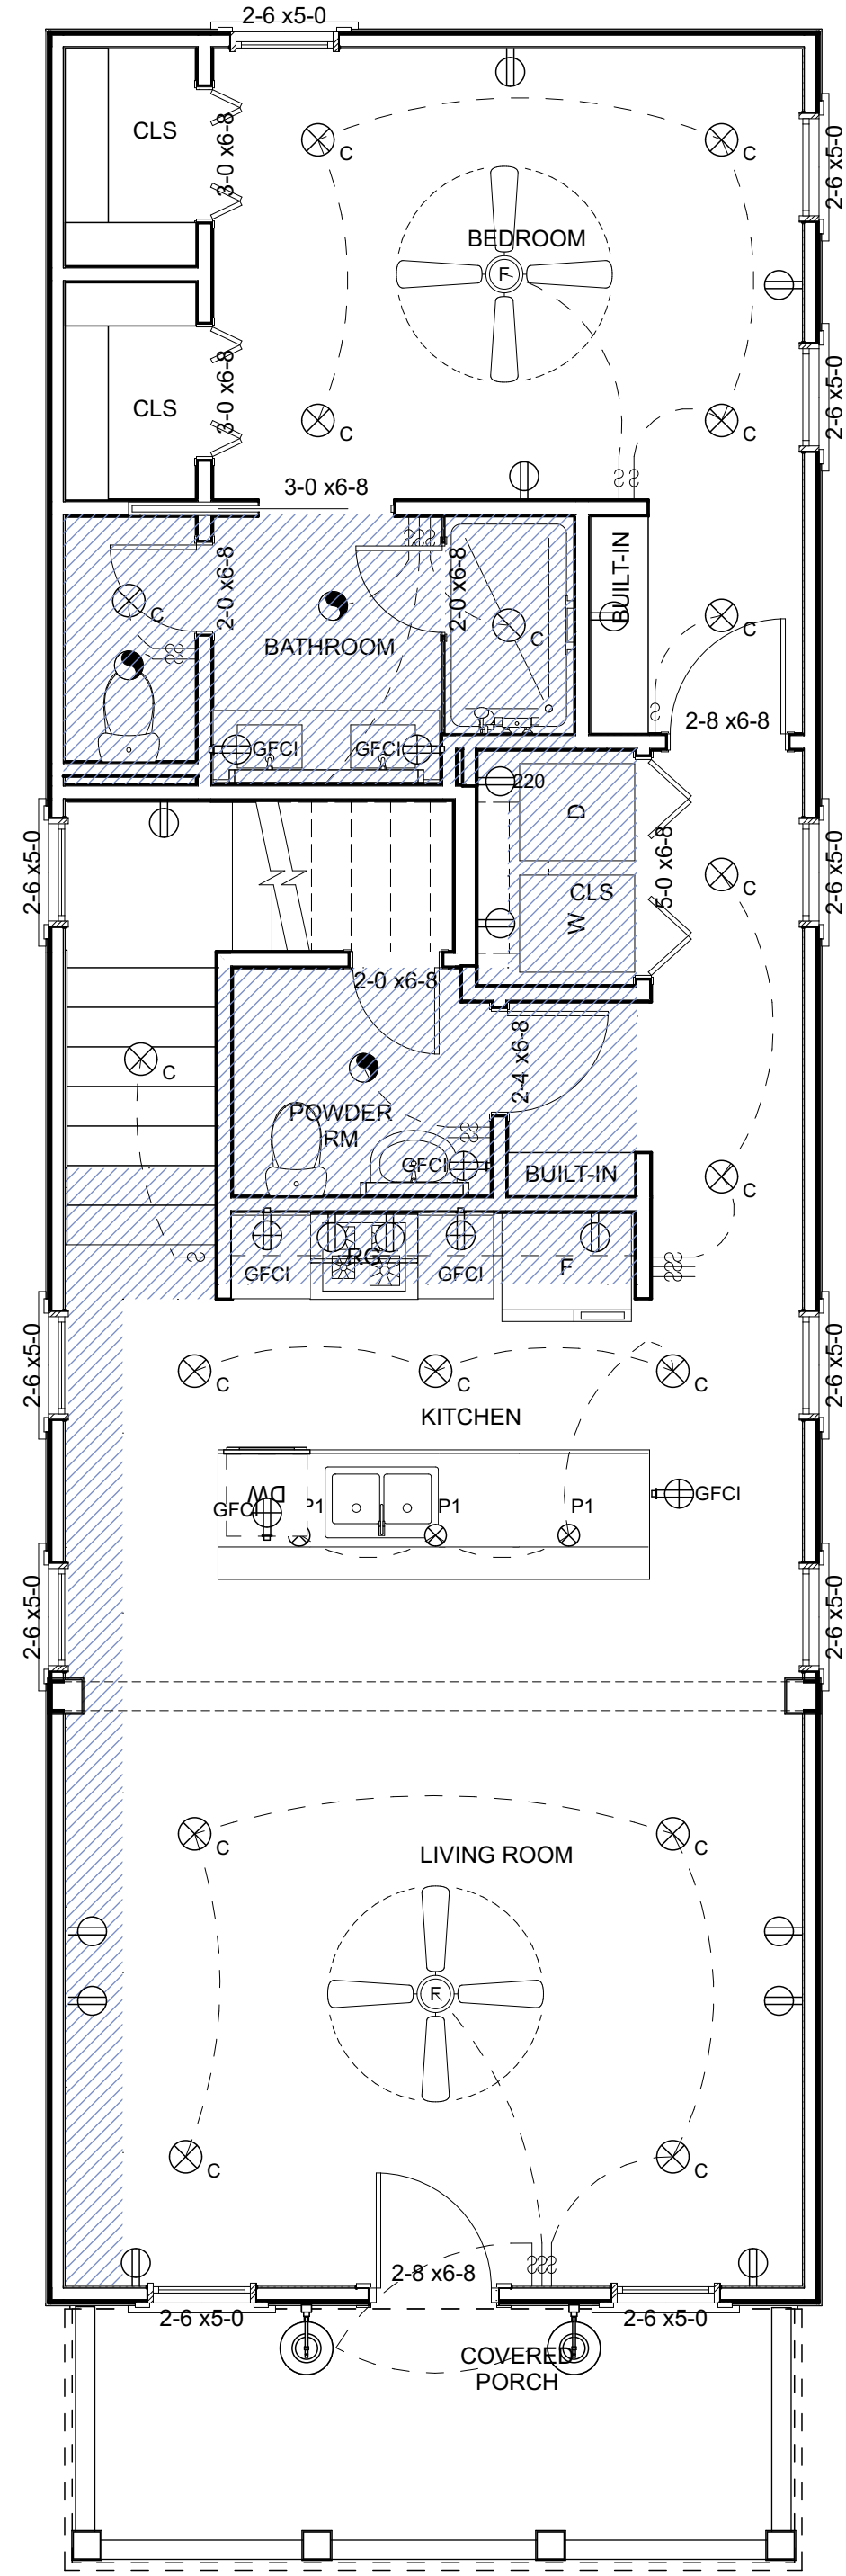 2-6 x5-0
CLS
3-0 x6-8
C
C
2-6 x5-0
BEDROOM
F
CLS
3-0 x6-8
C
C
2-6 x5-0
3-0 x6-8
2-0 x6-8
2-0 x6-8
BUILT-IN
C
C
C
BATHROOM
2-8 x6-8
GFCI
GFCI
220
D
2-6 x5-0
5-0 x6-8
CLS
W
C
2-6 x5-0
2-0 x6-8
2-4 x6-8
C
POWDER
RM
GFCI
BUILT-IN
C
GFCI
RG
GFCI
F
2-6 x5-0
C
C
C
2-6 x5-0
KITCHEN
DW
GFCI
P1
P1
P1
GFCI
2-6 x5-0
2-6 x5-0
C
LIVING ROOM
C
F
C
C
2-8 x6-8
2-6 x5-0
2-6 x5-0
COVERED
PORCH